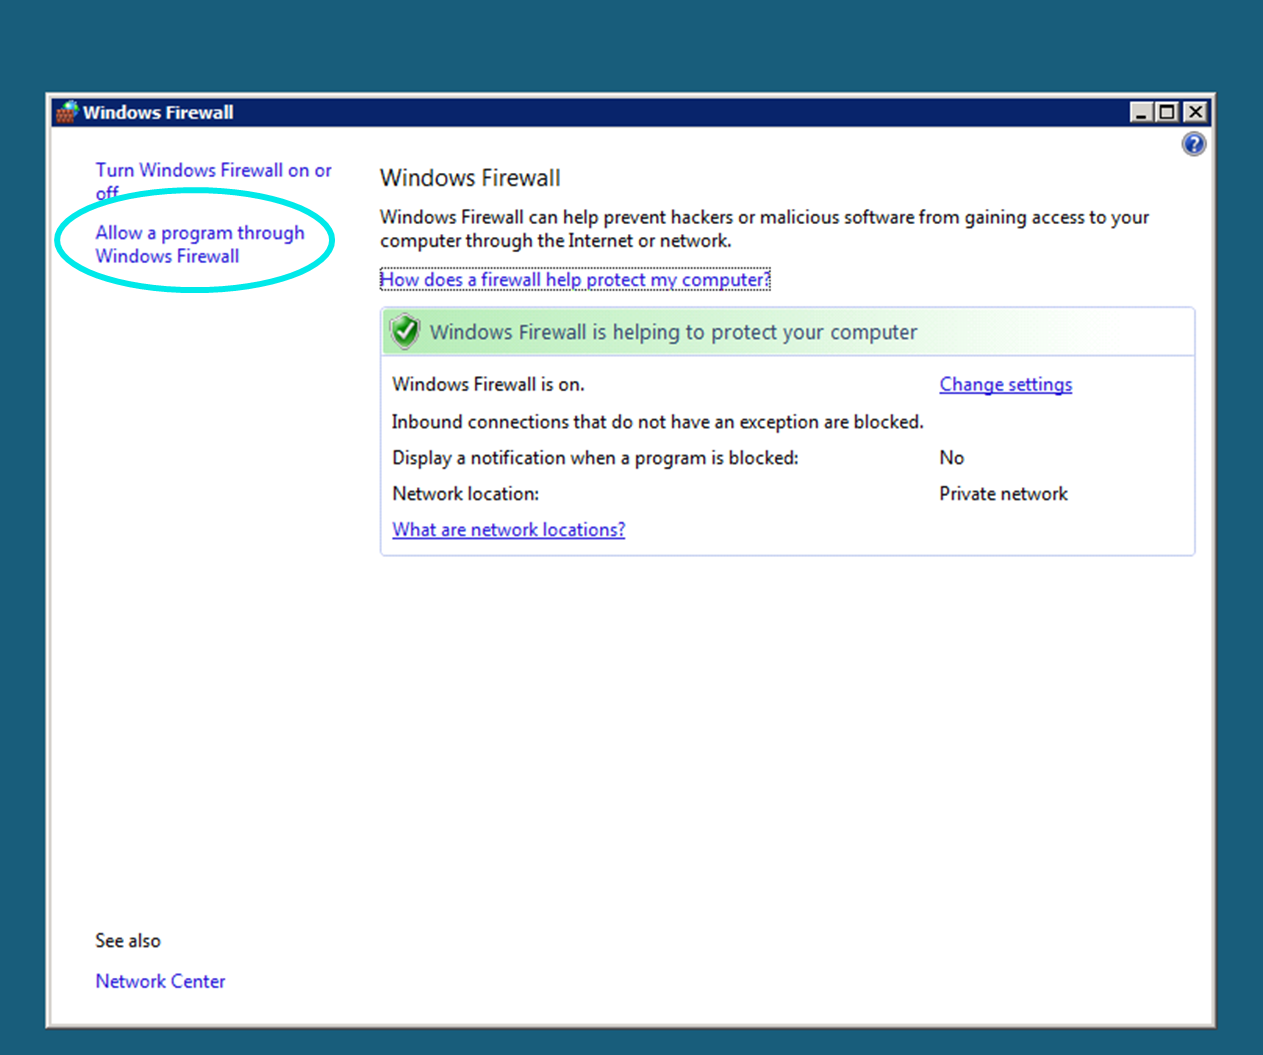 Windows Firewall
Turn Windows Firewall on or
off
Allow a program through
Windows Firewall
Windows Firewall
Windows Firewall can help prevent hackers or malicious software from gaining access to your
computer through the Internet or network.
How does a firewall help protect my computer?
Windows Firewall is helping to protect your computer
Windows Firewall is on. Change settings
Inbound connections that do not have an exception are blocked.
Display a notification when a program is blocked: No
Network location: Private network
What are network locations?
See also
Network Center